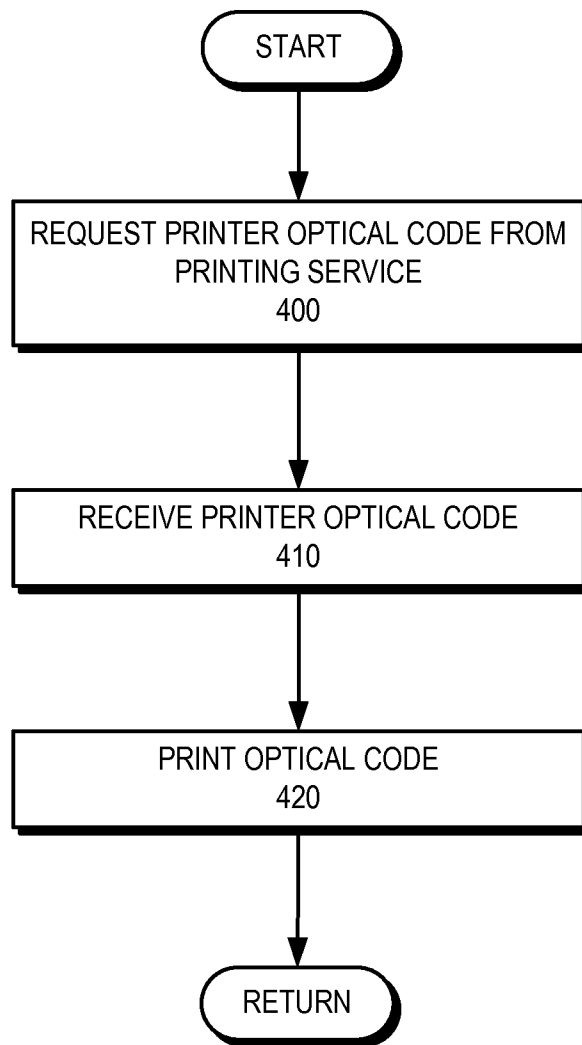 START
REQUEST PRINTER OPTICAL CODE FROM
PRINTING SERVICE
400
RECEIVE PRINTER OPTICAL CODE
410
PRINT OPTICAL CODE
420
RETURN